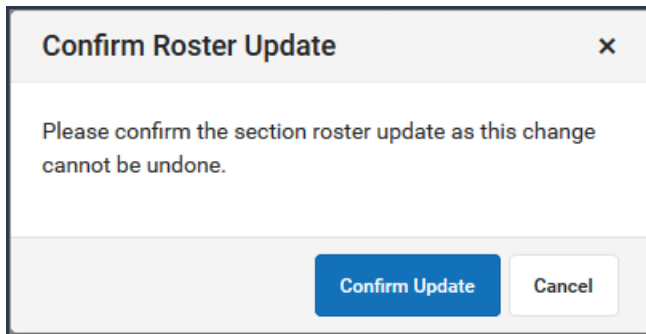 Confirm Roster Update ×
Please confirm the section roster update as this change
cannot be undone.
Confirm Update Cancel